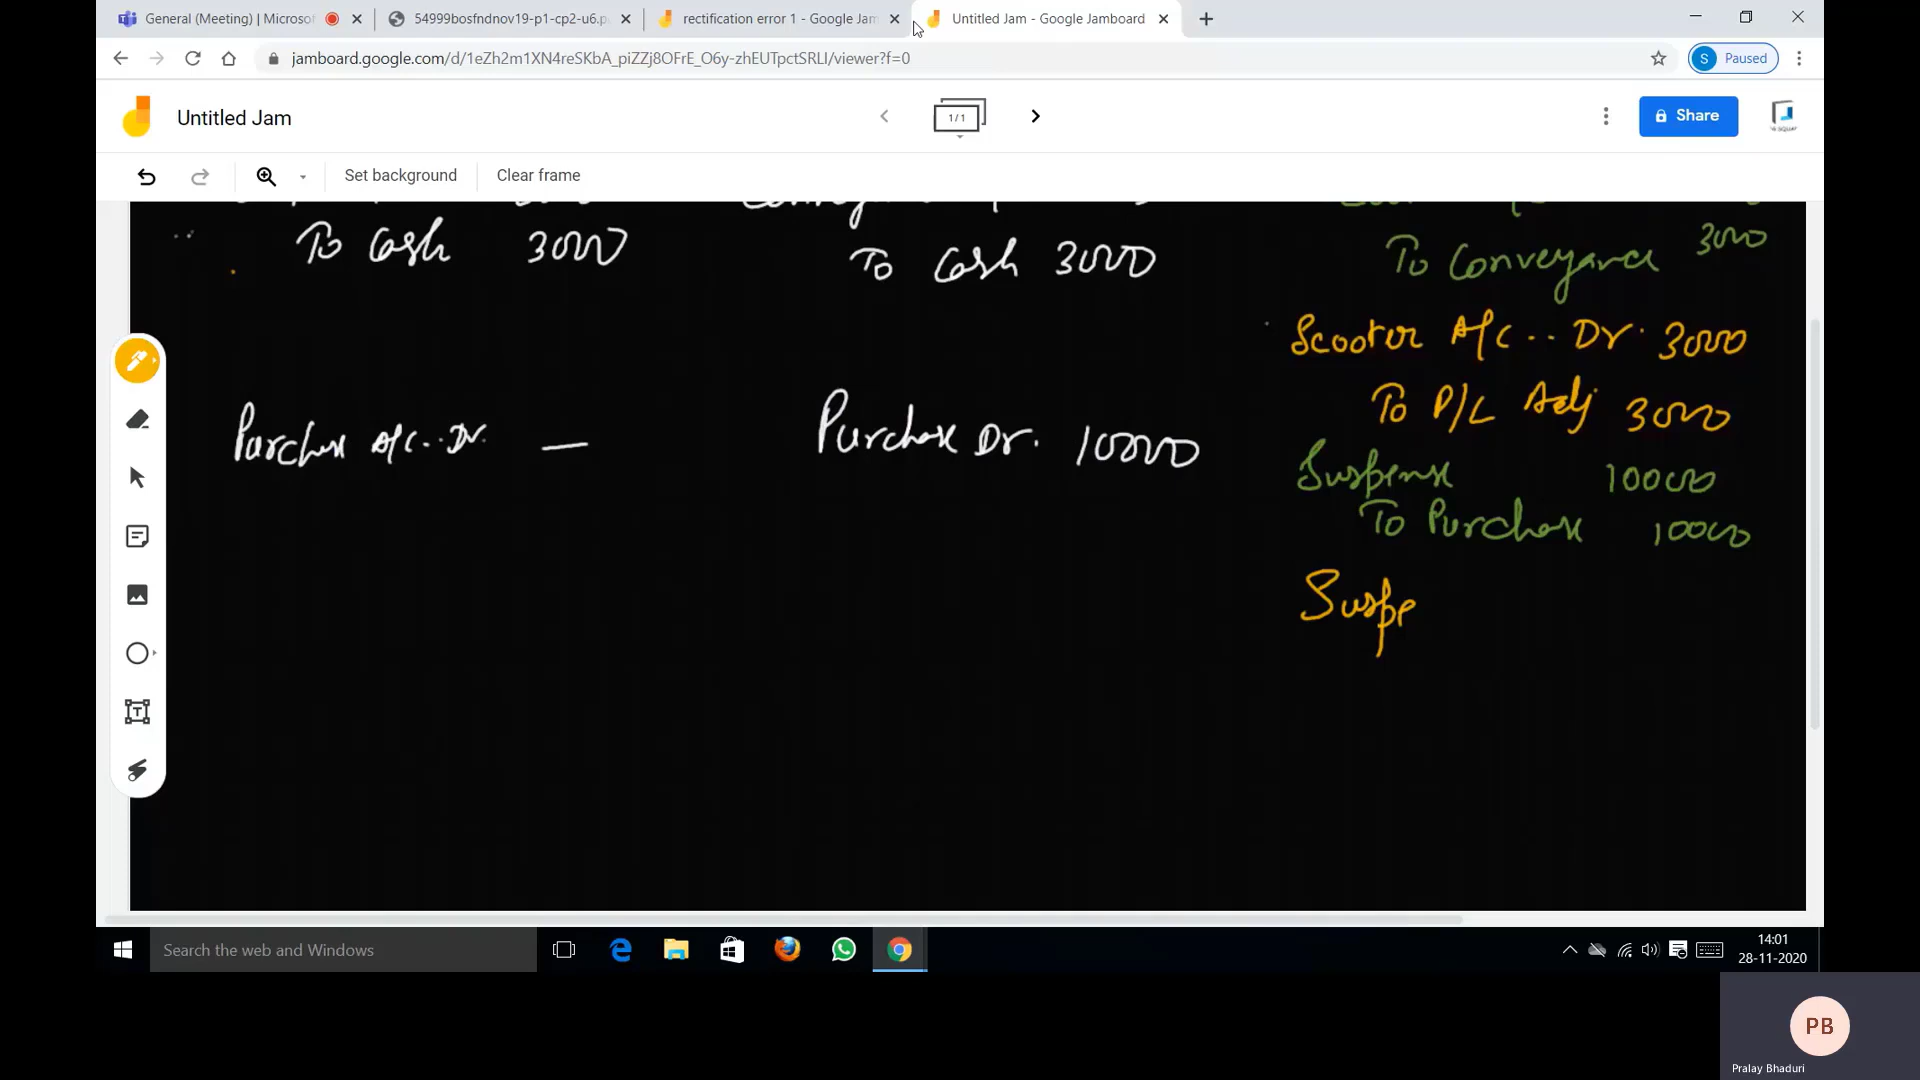 General (Meeting) | Microso
54999bosfndnov19-p1-cp2-u6.p
rectification error 1 - Google Jam
Untitled Jam - Google Jamboard
jamboard.google.com/d/1eZh2m1XN4reSKbA_piZZj8OFrE_O6y-zhEUTpctSRLI/viewer?f=0
S Paused
Untitled Jam
1/1
Share
Set background
Clear frame
To Cash 3000
To Cash 3000
To Conveyance 3000
Scooter A/c .. Dr. 3000
To P/L Adj 3000
Purchase A/c .. Dr. —
Purchase Dr. 10000
Suspense 10000
To Purchase 10000
Suspe
Search the web and Windows
14:01
28-11-2020
PB
Pralay Bhaduri